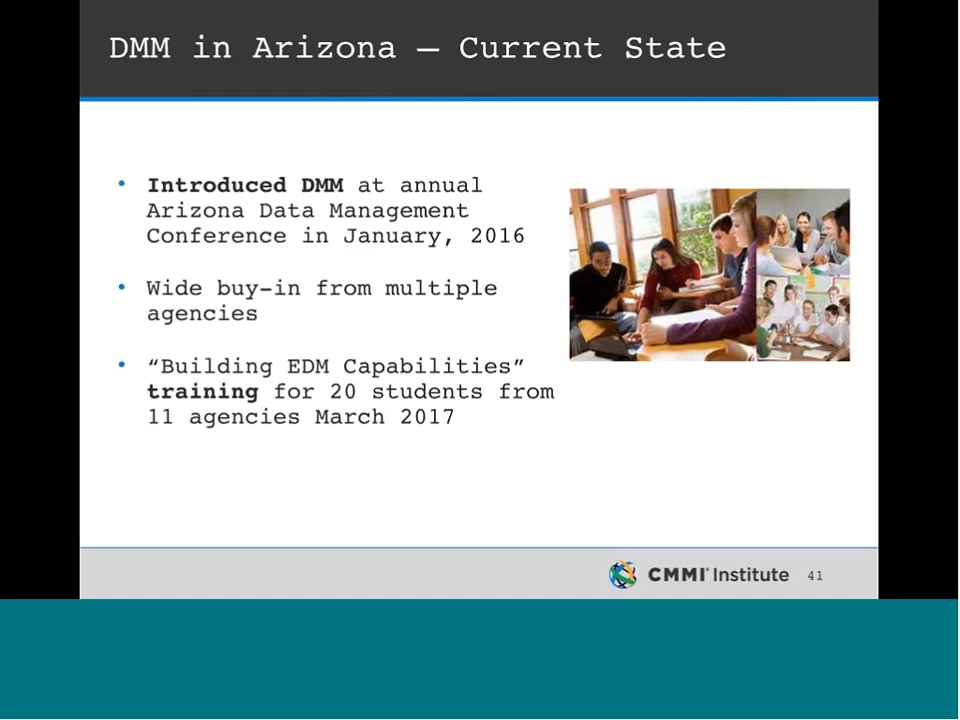 DMM in Arizona – Current State
• Introduced DMM at annual
Arizona Data Management
Conference in January, 2016
• Wide buy-in from multiple
agencies
• “Building EDM Capabilities”
training for 20 students from
11 agencies March 2017
CMMI® Institute 41